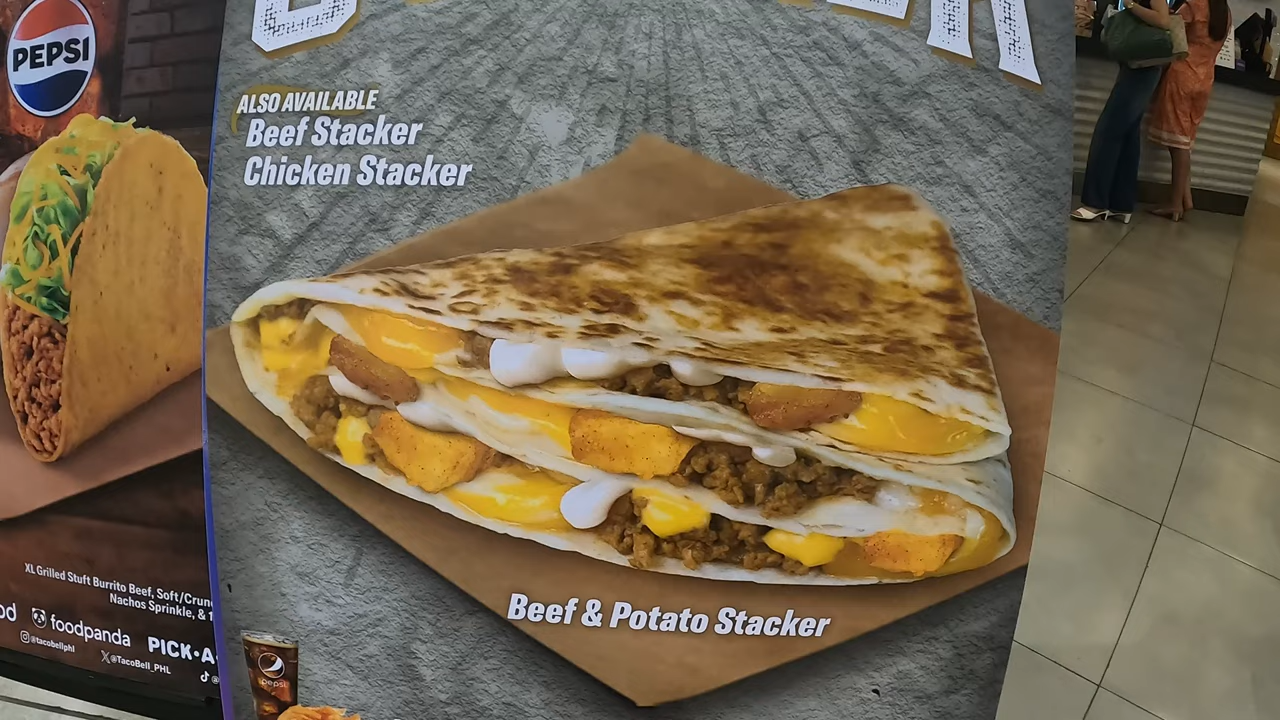 PEPSI
ALSO AVAILABLE
Beef Stacker
Chicken Stacker
Beef & Potato Stacker
XL Grilled Stuft Burrito Beef, Soft/Crun
Nachos Sprinkle, & 1
od foodpanda PICK•A
@tacobellphl @TacoBell_PHL
pepsi